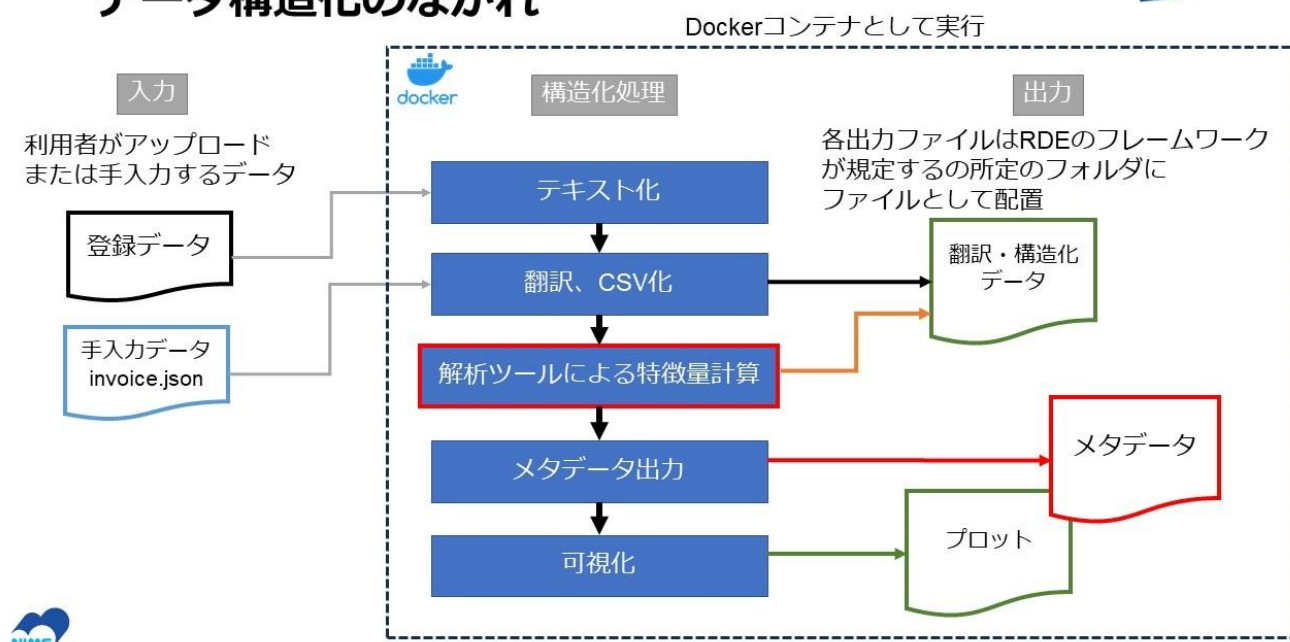 データ構造化のながれ
Dockerコンテナとして実行
入力
docker
構造化処理
出力
利用者がアップロード
または手入力するデータ
各出力ファイルはRDEのフレームワーク
が規定するの所定のフォルダに
ファイルとして配置
登録データ
手入力データ
invoice.json
テキスト化
翻訳、CSV化
解析ツールによる特徴量計算
メタデータ出力
可視化
翻訳・構造化
データ
メタデータ
プロット
NIMS